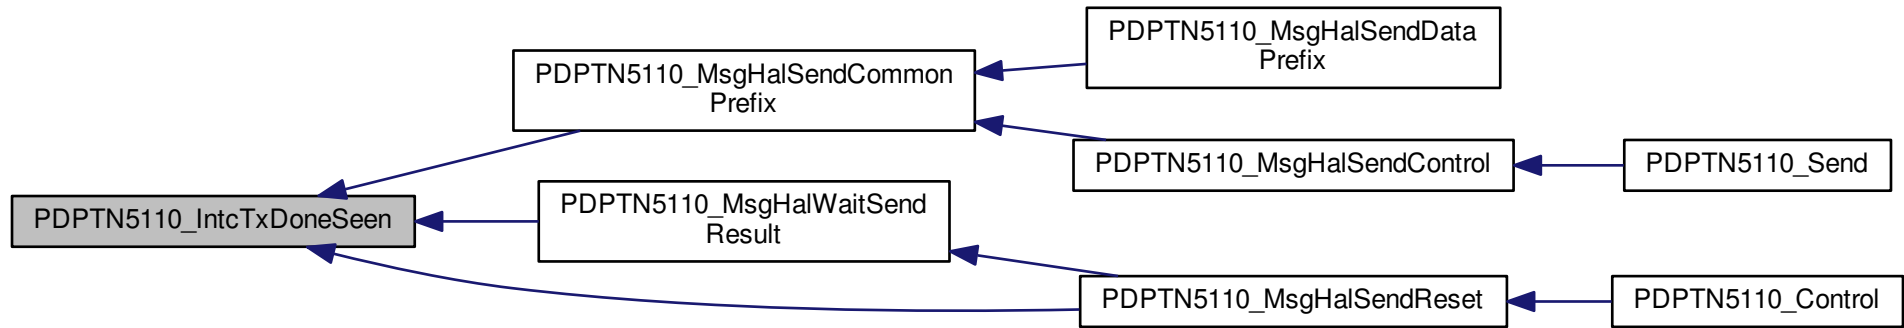 PDPTN5110_IntcTxDoneSeen
PDPTN5110_MsgHalSendCommon
Prefix
PDPTN5110_MsgHalWaitSend
Result
PDPTN5110_MsgHalSendData
Prefix
PDPTN5110_MsgHalSendControl
PDPTN5110_MsgHalSendReset
PDPTN5110_Send
PDPTN5110_Control